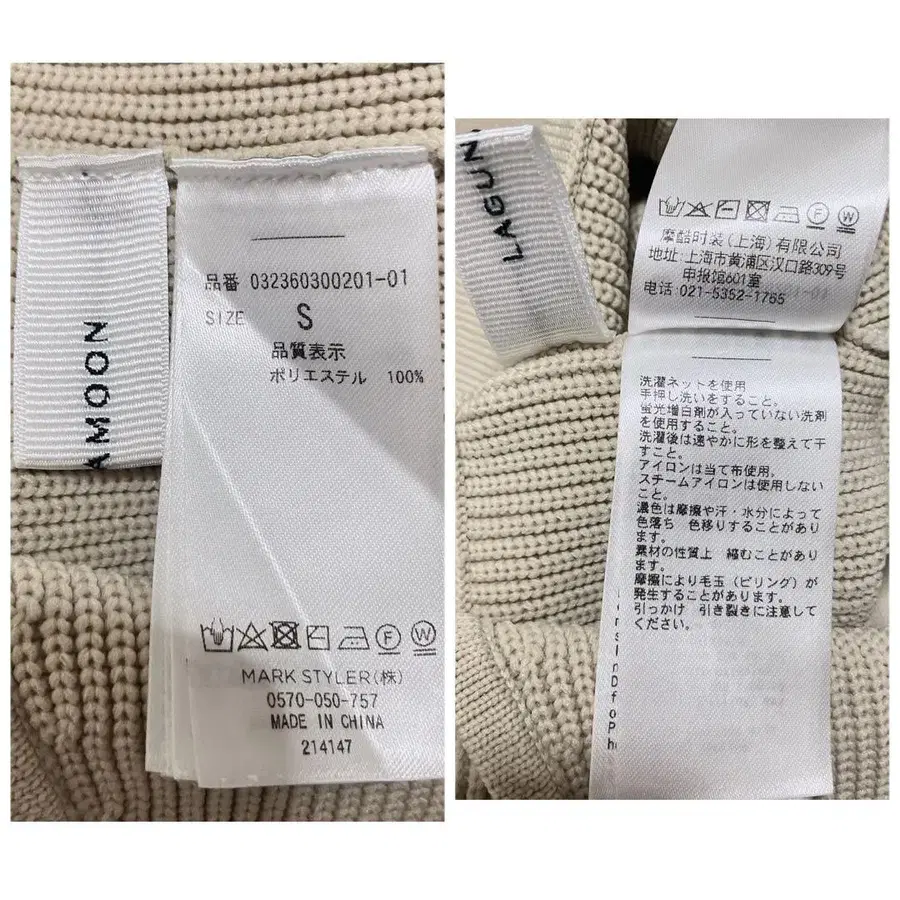 AMOON
品番 032360300201-01
SIZE S
品質表示
ポリエステル 100%
F W
MARK STYLER(株)
0570-050-757
MADE IN CHINA
214147
LAGUN
F W
摩酷时装(上海)有限公司
地址:上海市黄浦区汉口路309号
申报馆601室
电话:021-5352-1765
洗濯ネットを使用
手押し洗いをすること。
蛍光増白剤が入っていない洗剤
を使用すること。
洗濯後は速やかに形を整えて干
すこと。
アイロンは当て布使用。
スチームアイロンは使用しない
こと。
濃色は摩擦や汗・水分によって
色落ち 色移りすることがあり
ます。
素材の性質上 縮むことがあり
ます。
摩擦により毛玉(ピリング)が
発生することがあります。
引っかけ 引き裂きに注意して
ください。